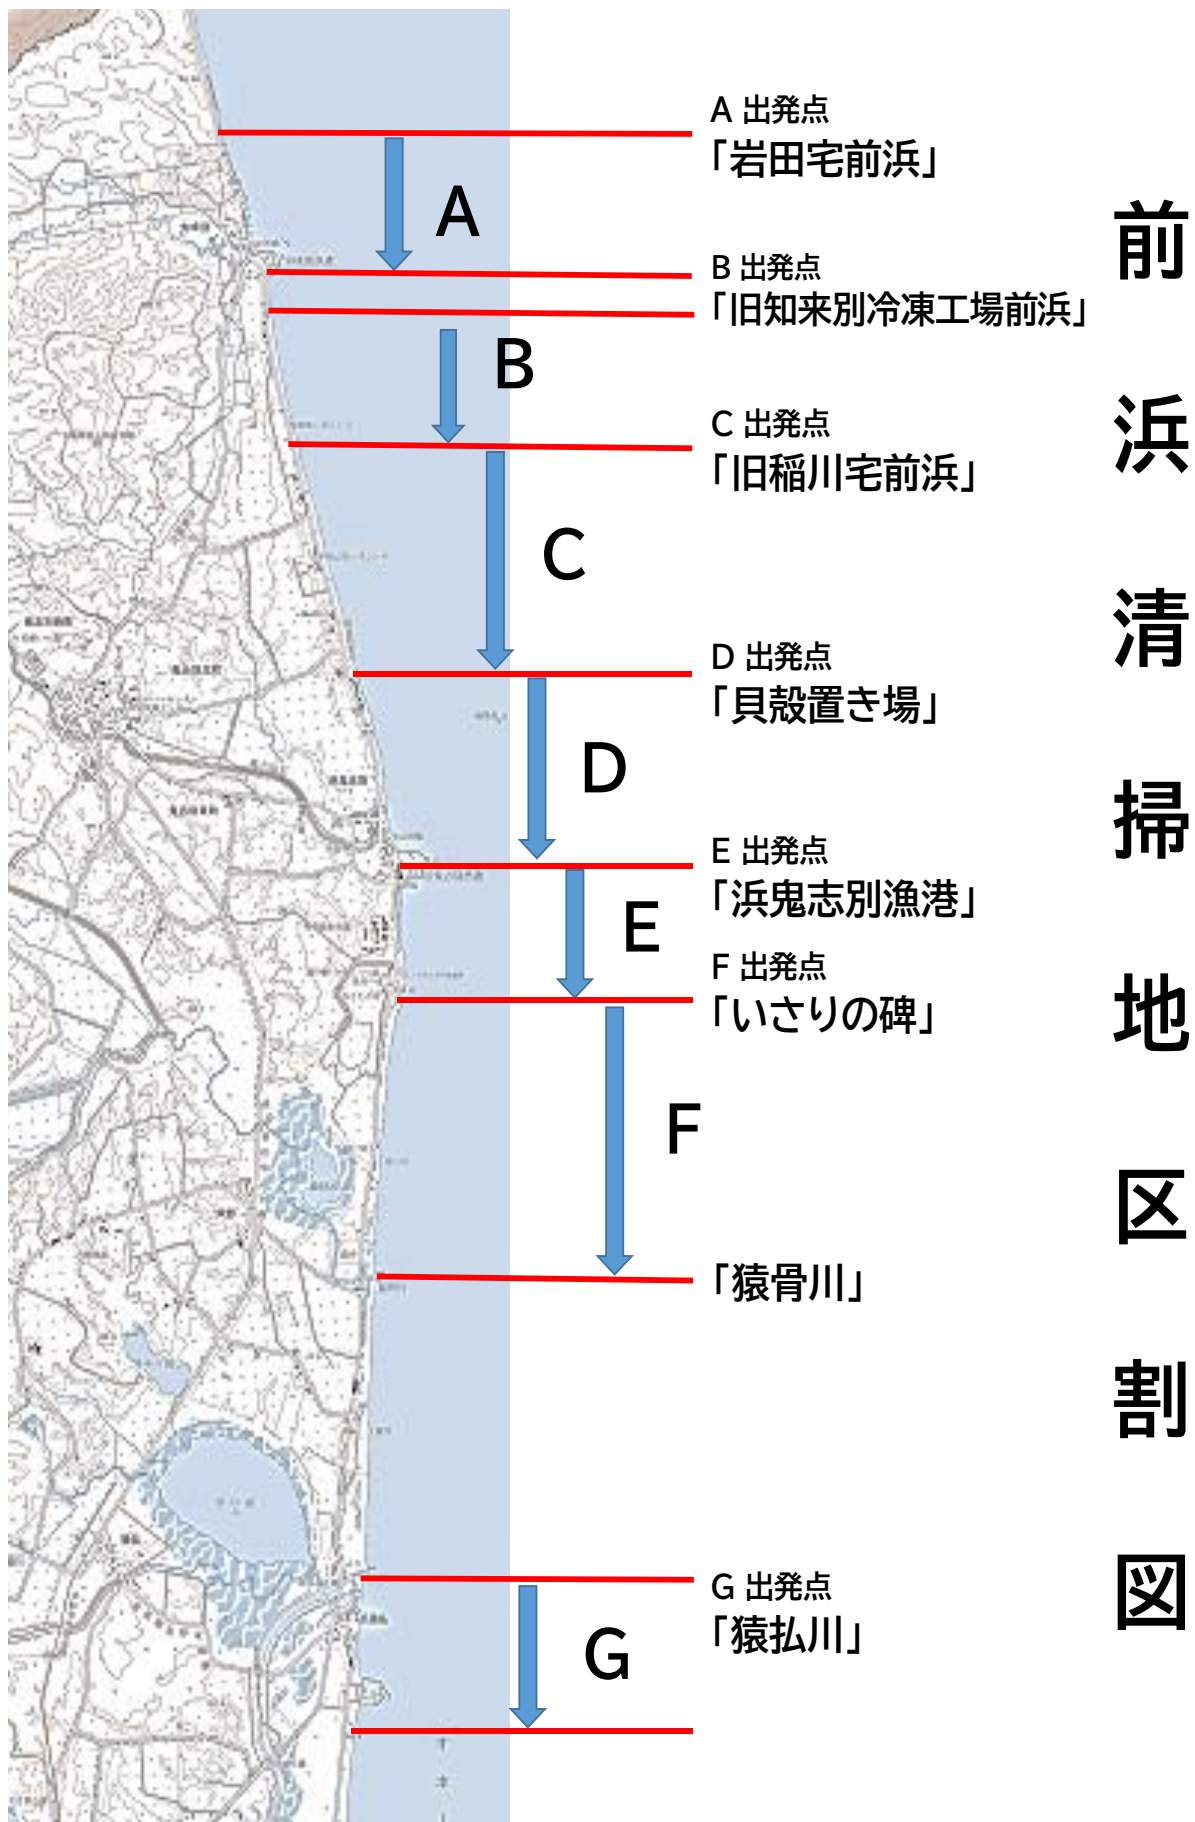 前浜清掃地区割図
A 出発点
「岩田宅前浜」
A
B 出発点
「旧知来別冷凍工場前浜」
B
C 出発点
「旧稲川宅前浜」
C
D 出発点
「貝殻置き場」
D
E 出発点
「浜鬼志別漁港」
E
F 出発点
「いさりの碑」
F
「猿骨川」
G 出発点
「猿払川」
G